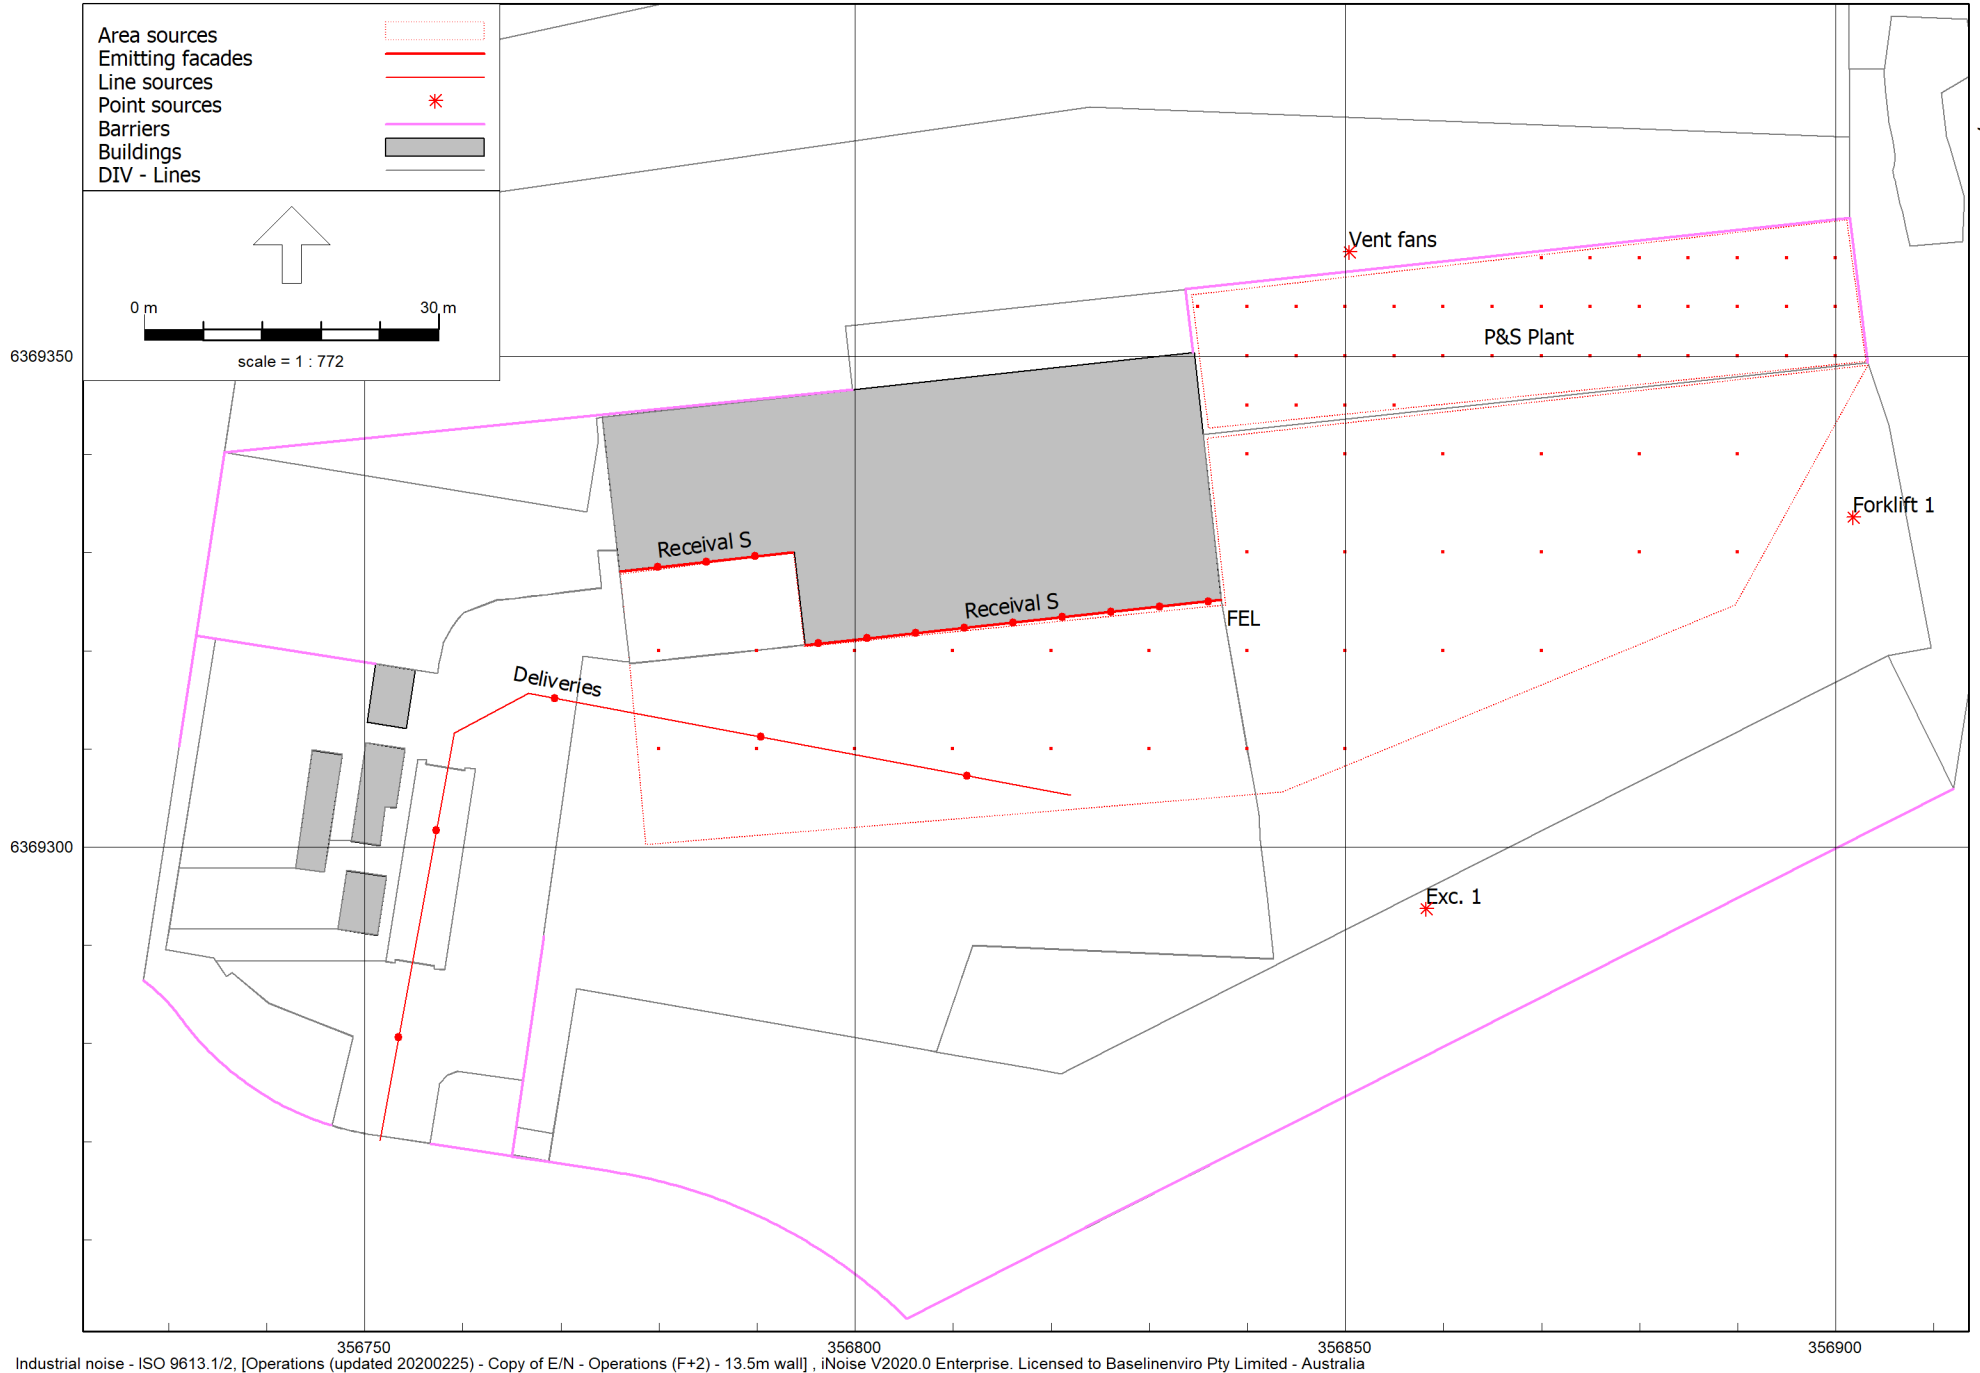 Area sources
Emitting facades
Line sources
Point sources
Barriers
Buildings
DIV - Lines
0 m
30 m
scale = 1 : 772
Vent fans
P&S Plant
6369350
Forklift 1
Receival S
Receival S
FEL
Deliveries
6369300
Exc. 1
356750
356800
356850
356900
Industrial noise - ISO 9613.1/2, [Operations (updated 20200225) - Copy of E/N - Operations (F+2) - 13.5m wall] , iNoise V2020.0 Enterprise. Licensed to Baselinenviro Pty Limited - Australia